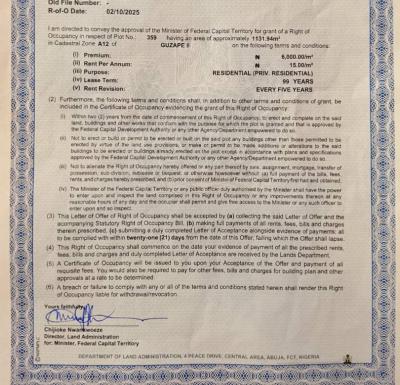 Old File Number: -
R-of-O Date: 02/10/2025
I am directed to convey the approval of the Minister of Federal Capital Territory for grant of a Right of
Occupancy in respect of Plot No.: 359 having an area of approximately 1131.94m²
in Cadastral Zone A12 of GUZAPE II on the following terms and conditions:
(i) Premium:- ₦ 6,000.00/m²
(ii) Rent Per Annum: ₦ 15.00/m²
(iii) Purpose: RESIDENTIAL (PRIV. RESIDENTIAL)
(iv) Lease Term: 99 YEARS
(v) Rent Revision: EVERY FIVE YEARS
(2) Furthermore, the following terms and conditions shall, in addition to other terms and conditions of grant, be
included in the Certificate of Occupancy evidencing the grant of this Right of Occupancy:
(i) Within two (2) years from the date of commencement of this Right of Occupancy, to erect and complete on the said
land, buildings and other works that conform with the purpose for which the plot is granted and that is approved by
the Federal Capital Development Authority or any other Agency/Department empowered to do so.
(ii) Not to erect or build or permit to be erected or built on the said plot any buildings other than those permitted to be
erected by virtue of the land use provisions, or make or permit to be made additions or alterations to the said
buildings to be erected or buildings already erected on the plot except in accordance with plans and specifications
approved by the Federal Capital Development Authority or any other Agency/Department empowered to do so.
(iii) Not to alienate the Right of Occupancy hereby offered or any part thereof by sale, assignment, mortgage, transfer of
possession, sub-division, sublease or bequest, or otherwise howsoever without full payment of the bills, fees,
rents, and charges hereby prescribed, and prior consent of Minister of Federal Capital Territory first had and obtained.
(iv) The Minister of the Federal Capital Territory or any public officer duly authorised by the Minister shall have the power
to enter upon and inspect the land comprised in this Right of Occupancy or any improvements thereon at any
reasonable hours of any day and the occupier shall permit and give free access to the Minister or any such officer to
enter upon and so inspect.
(3) This Letter of Offer of Right of Occupancy shall be accepted by (a) collecting the said Letter of Offer and the
accompanying Statutory Right of Occupancy Bill, (b) making full payments of all rents, fees, bills and charges
therein prescribed, (c) submitting a duly completed Letter of Acceptance alongside evidence of payments: all
to be complied with within twenty-one (21) days from the date of this Offer, failing which the Offer shall lapse.
(4) This Right of Occupancy shall commence on the date your evidence of payment of all the prescribed rents,
fees, bills and charges and duly completed Letter of Acceptance are received by the Lands Department.
(5) A Certificate of Occupancy will be issued to you upon your Acceptance of the Offer and payment of all
requisite fees. You would also be required to pay for other fees, bills and charges for building plan and other
approvals at a rate to be determined.
(6) A breach or failure to comply with any or all of the terms and conditions stated herein shall render this Right
of Occupancy liable for withdrawal/revocation.
Yours faithfully,
Chijioke Nwankwoeze
Director, Land Administration
for: Minister, Federal Capital Territory
DEPARTMENT OF LAND ADMINISTRATION, 4 PEACE DRIVE, CENTRAL AREA, ABUJA, FCT, NIGERIA